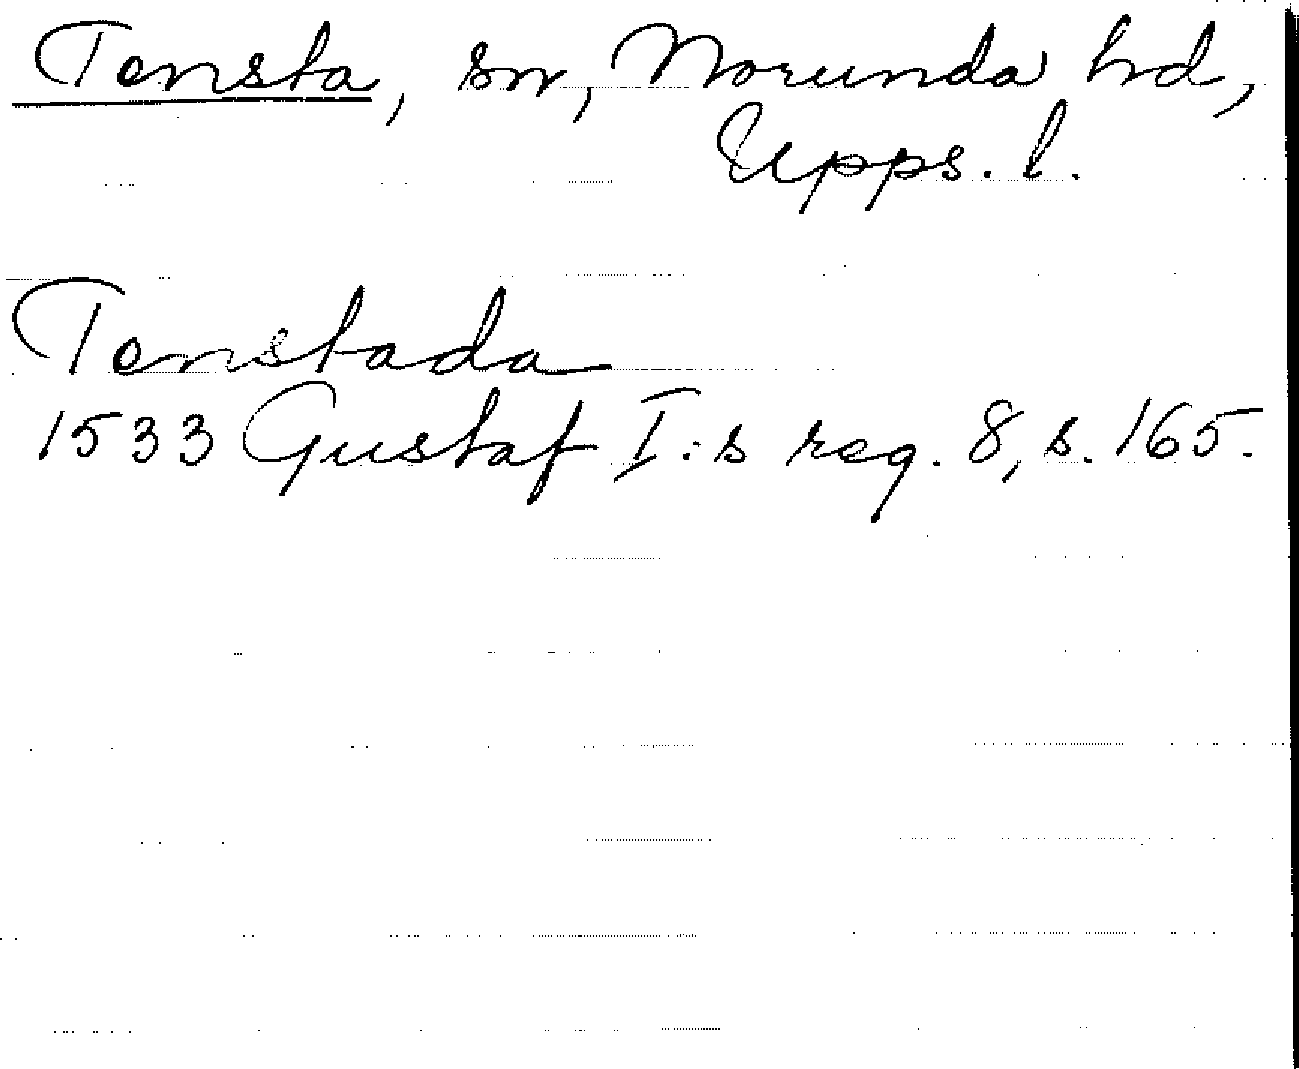 Tensta, sn, Norunda hd,
Upps. l.
Tenstada
1533 Gustaf I:s reg. 8, s. 165.